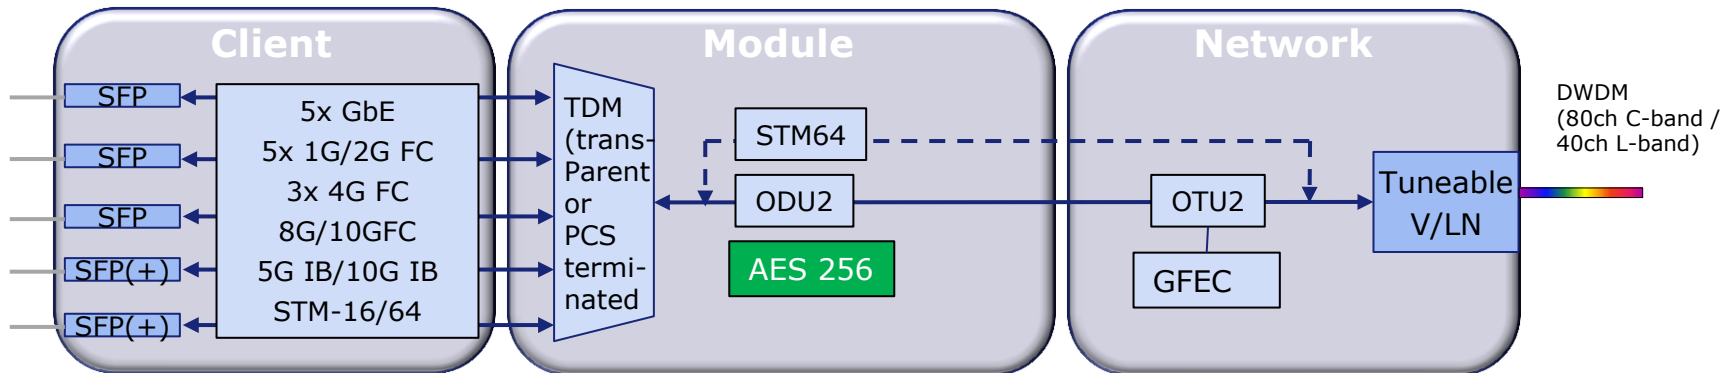 Client
SFP
SFP
SFP
SFP(+)
SFP(+)
5x GbE
5x 1G/2G FC
3x 4G FC
8G/10GFC
5G IB/10G IB
STM-16/64
Module
TDM
(trans-
Parent
or
PCS
termi-
nated
STM64
ODU2
AES 256
Network
OTU2
GFEC
Tuneable
V/LN
DWDM
(80ch C-band /
40ch L-band)